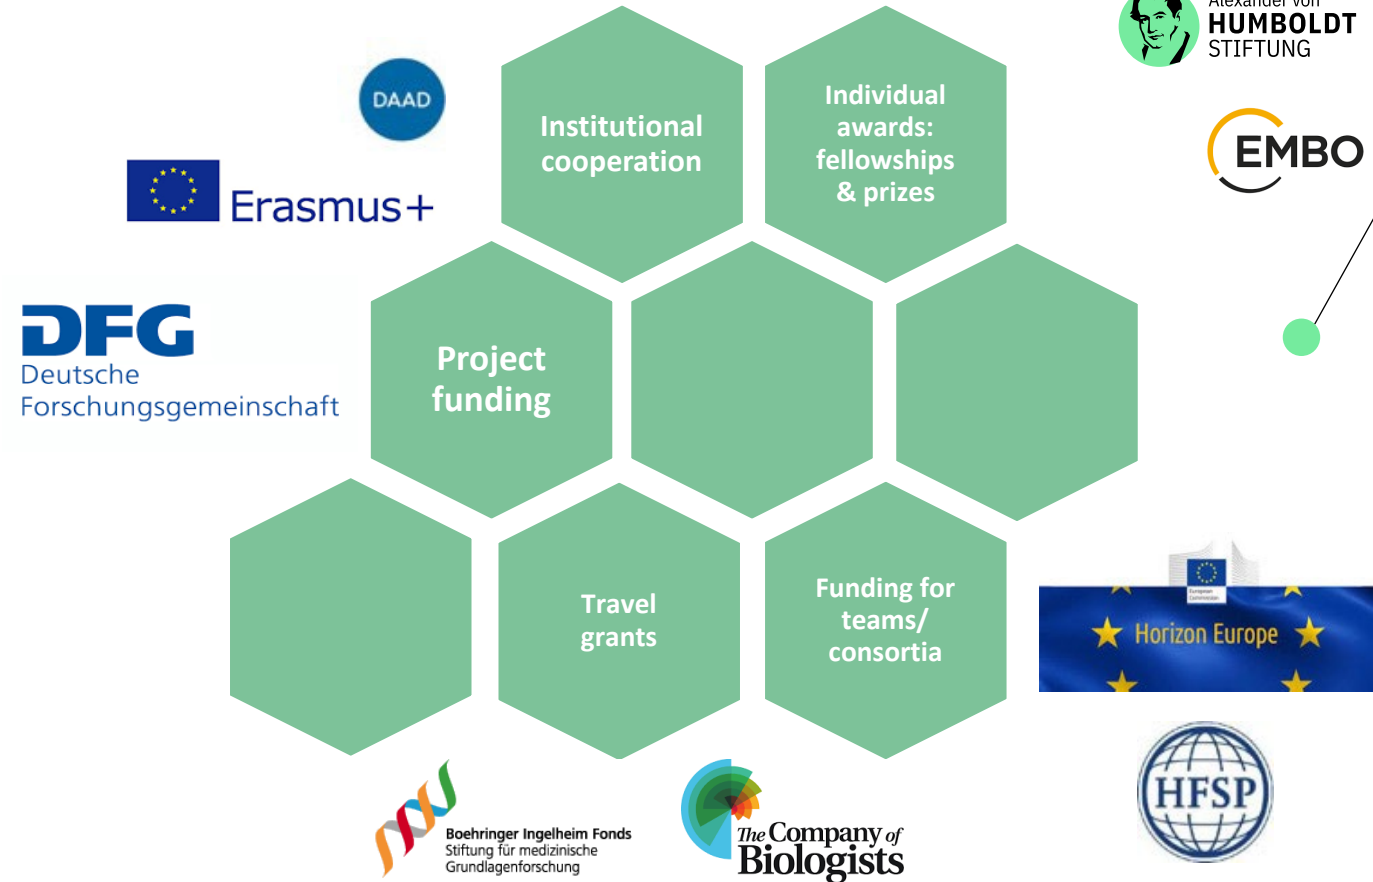 Alexander von
HUMBOLDT
STIFTUNG
DAAD
Institutional
cooperation
Individual
awards:
fellowships
& prizes
EMBO
Erasmus+
DFG
Deutsche
Forschungsgemeinschaft
Project
funding
Travel
grants
Funding for
teams/
consortia
European
Commission
Horizon Europe
HFSP
Boehringer Ingelheim Fonds
Stiftung für medizinische
Grundlagenforschung
The Company of
Biologists